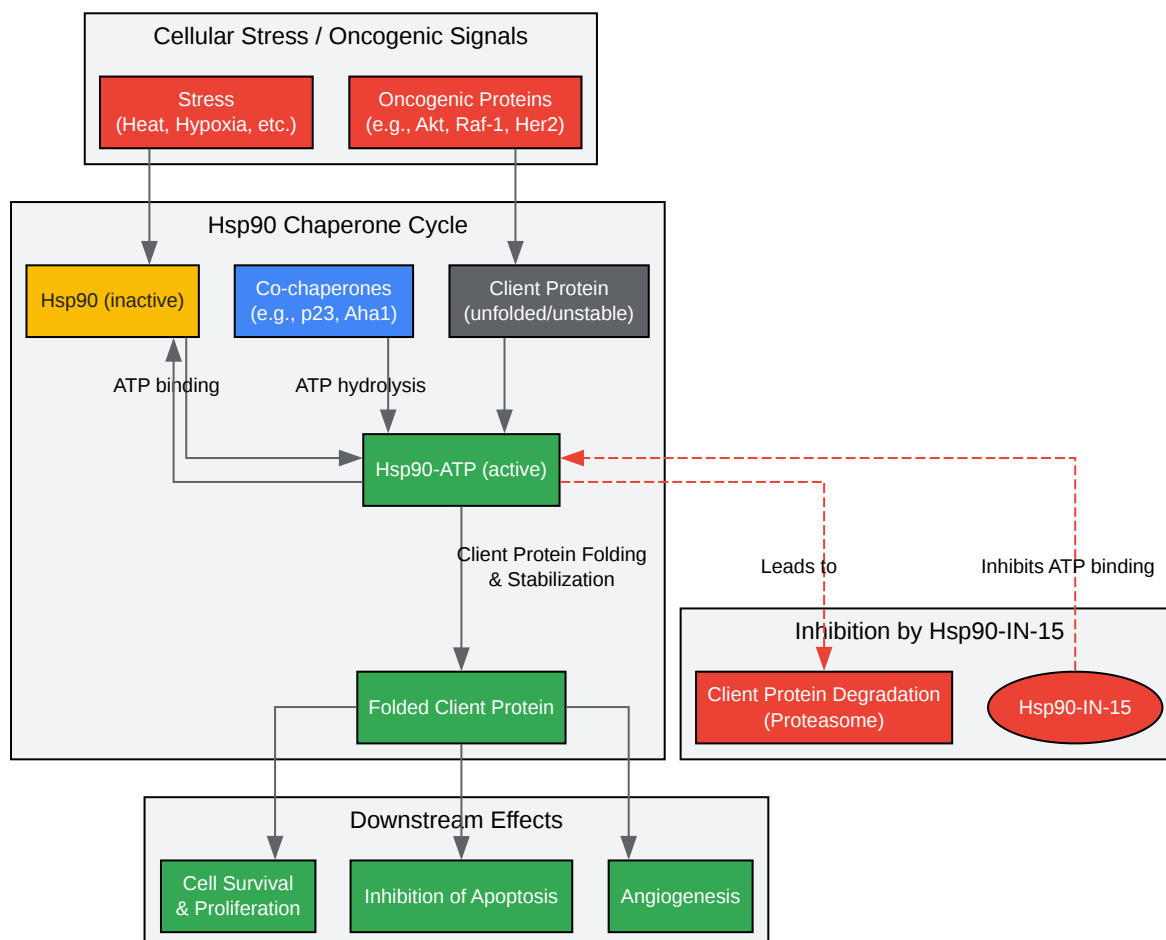 Cellular Stress / Oncogenic Signals
Stress
(Heat, Hypoxia, etc.)
Oncogenic Proteins
(e.g., Akt, Raf-1, Her2)
Hsp90 Chaperone Cycle
Hsp90 (inactive)
Co-chaperones
(e.g., p23, Aha1)
Client Protein
(unfolded/unstable)
ATP binding
ATP hydrolysis
Hsp90-ATP (active)
Client Protein Folding
& Stabilization
Leads to
Inhibits ATP binding
Inhibition by Hsp90-IN-15
Folded Client Protein
Client Protein Degradation
(Proteasome)
Hsp90-IN-15
Downstream Effects
Cell Survival
& Proliferation
Inhibition of Apoptosis
Angiogenesis